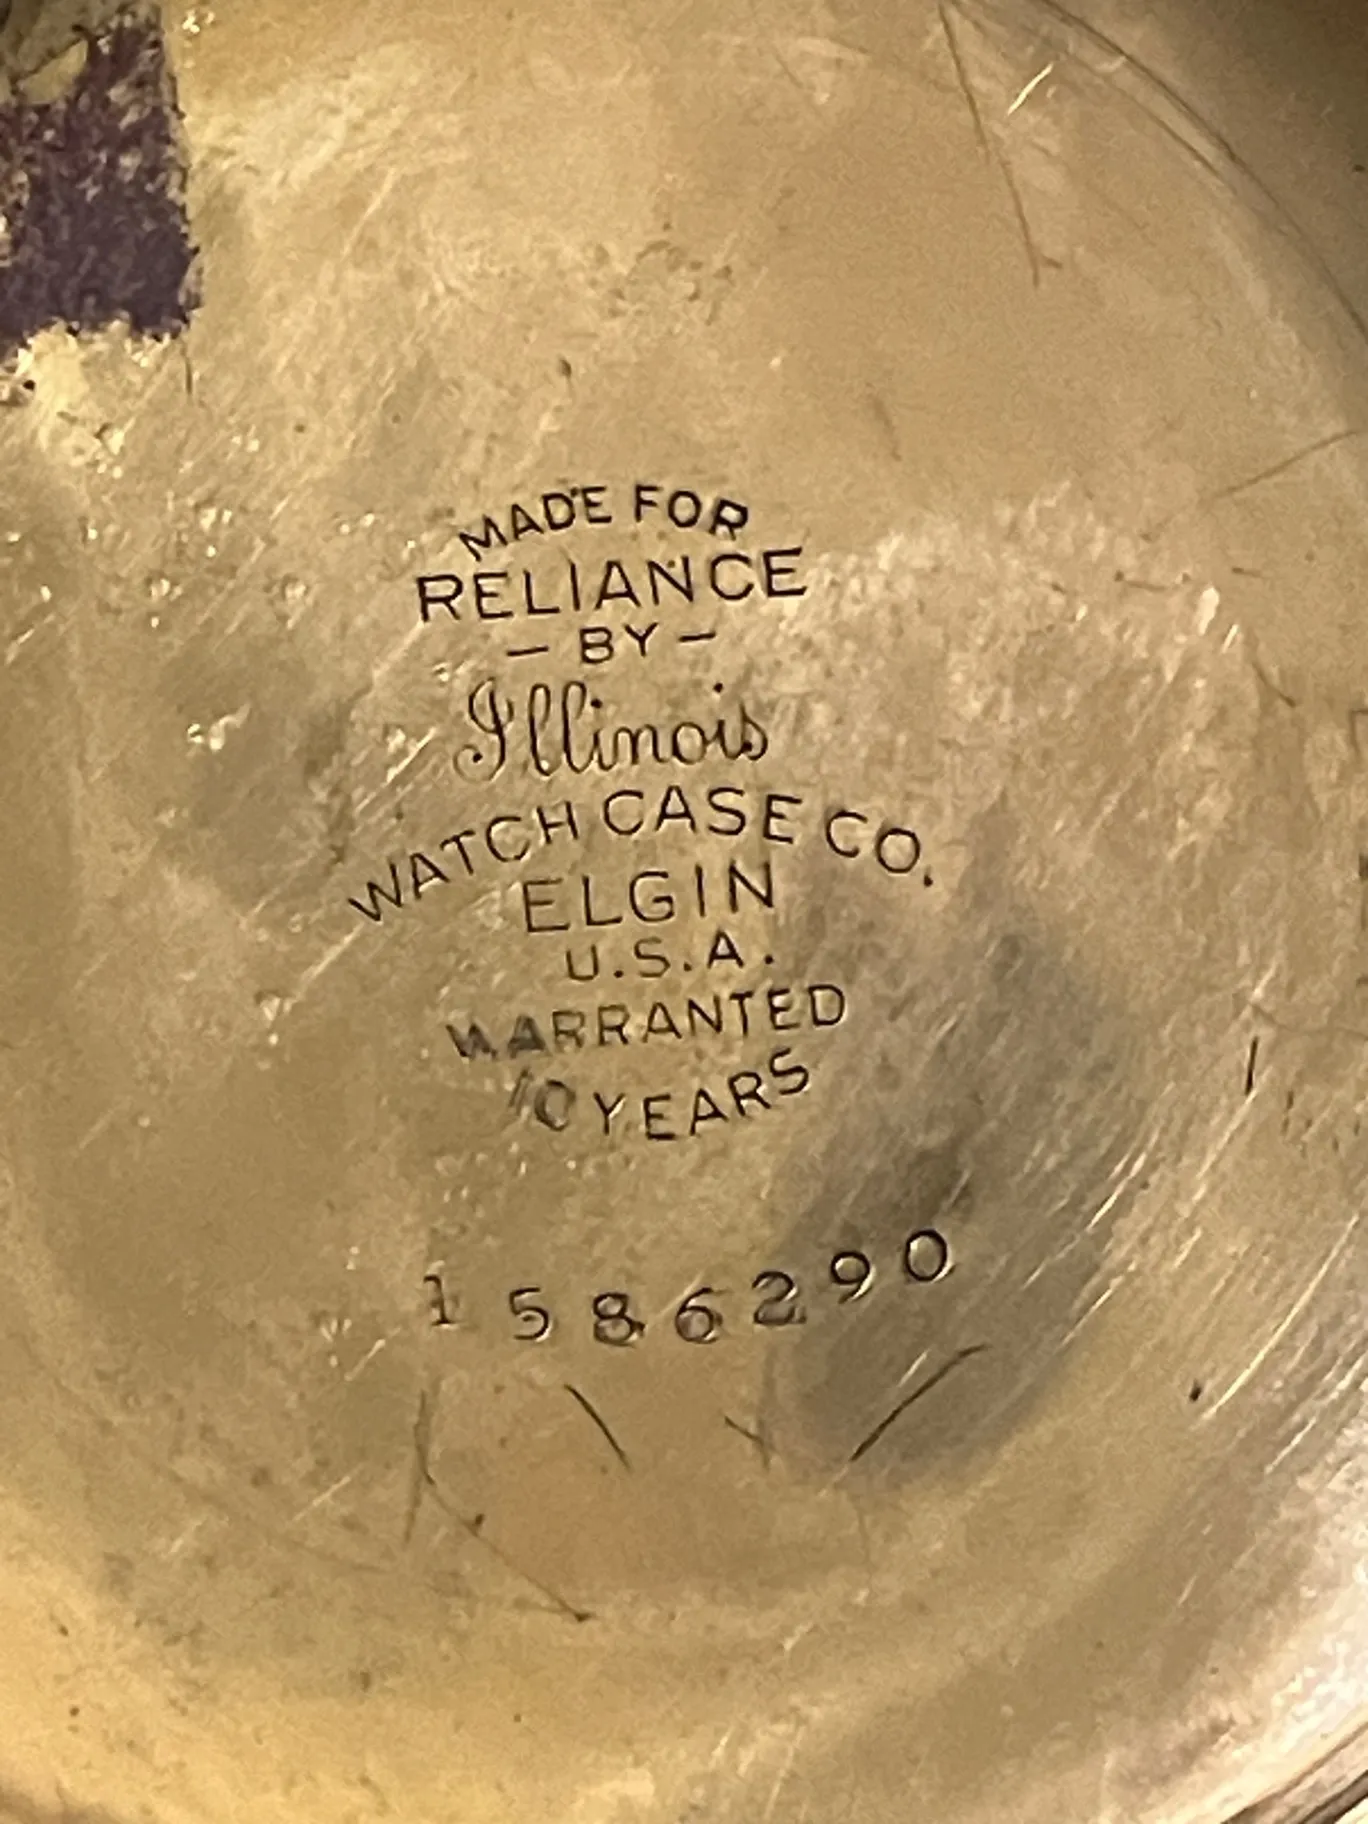 MADE FOR
RELIANCE
- BY -
Illinois
WATCH CASE CO.
ELGIN
U.S.A.
WARRANTED
10 YEARS
1586290